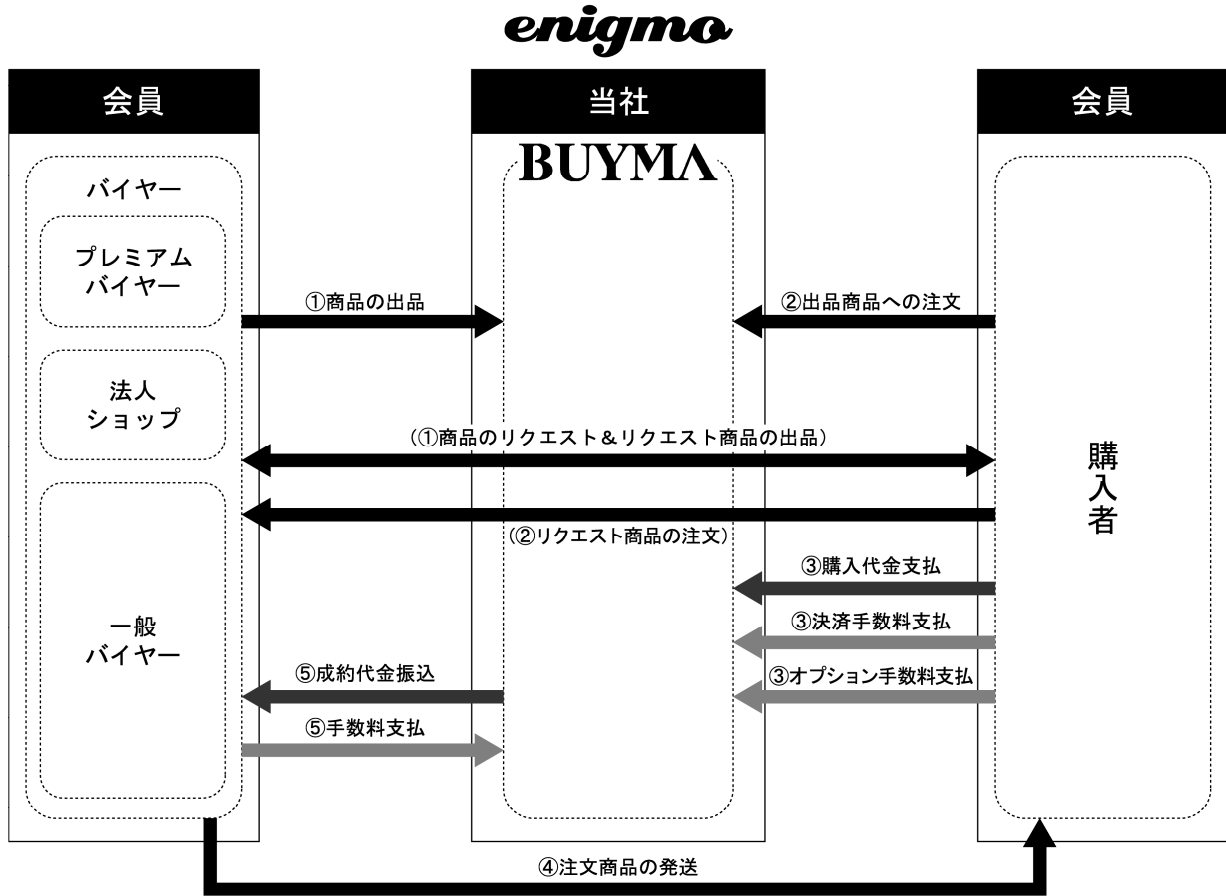 enigmo
会員
当社
会員
BUYMA
バイヤー
プレミアム
バイヤー
①商品の出品
②出品商品への注文
法人
ショップ
(①商品のリクエスト＆リクエスト商品の出品)
購入者
(②リクエスト商品の注文)
③購入代金支払
一般
バイヤー
③決済手数料支払
⑤成約代金振込
③オプション手数料支払
⑤手数料支払
④注文商品の発送